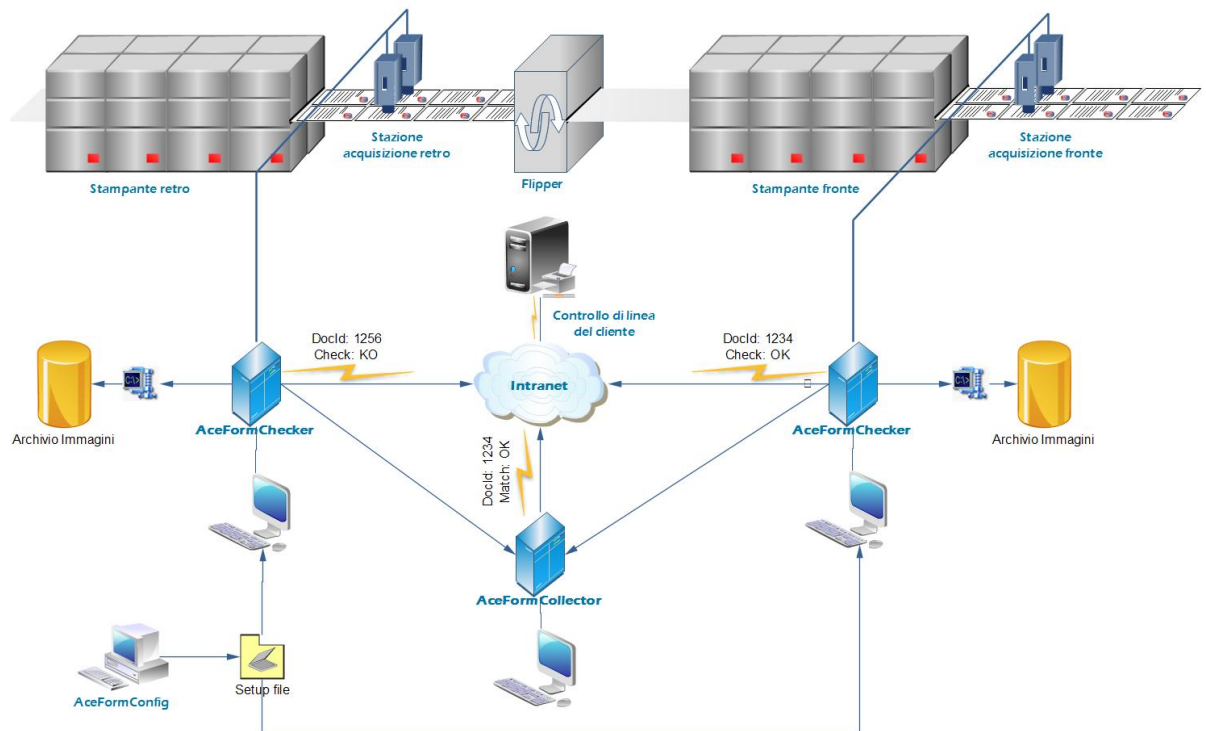 Stazione
acquisizione retro
Stazione
acquisizione fronte
Stampante retro
Flipper
Stampante fronte
Controllo di linea
del cliente
DocId: 1256
Check: KO
DocId: 1234
Check: OK
Intranet
C:\>
C:\>
Archivio Immagini
AceFormChecker
AceFormChecker
Archivio Immagini
DocId: 1234
Match: OK
AceFormCollector
AceFormConfig
Setup file